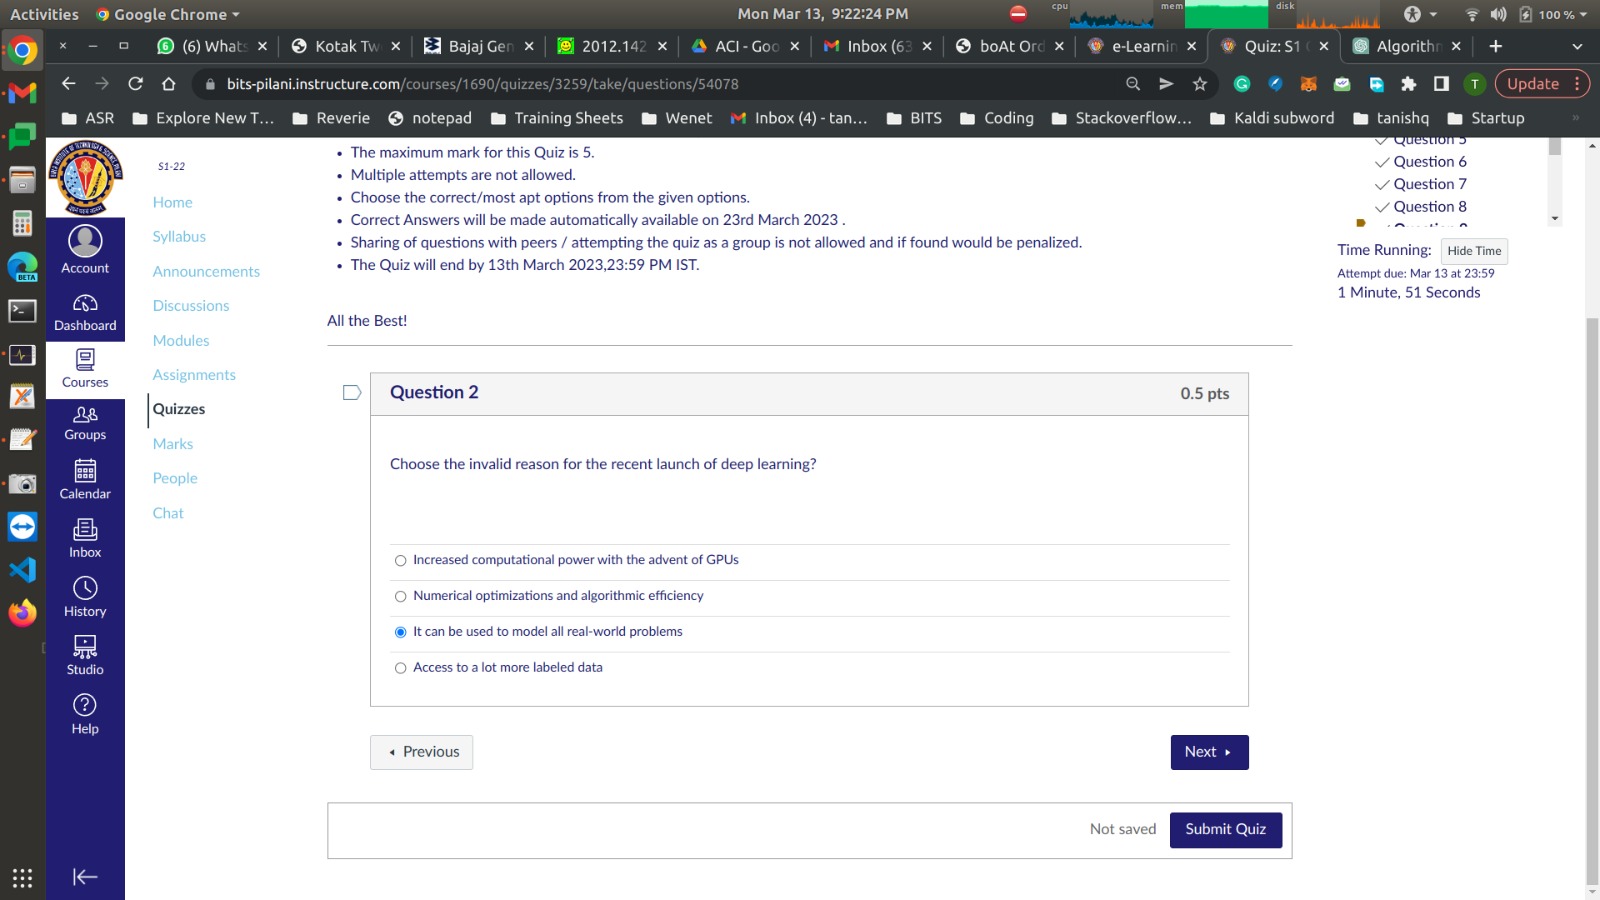 Activities
Google Chrome
Mon Mar 13, 9:22:24 PM
cpu
mem
disk
100 %
(6) Whats
Kotak Tw
Bajaj Gen
2012.142
ACI - Goo
Inbox (63
boAt Ord
e-Learnin
Quiz: S1
Algorithm
bits-pilani.instructure.com/courses/1690/quizzes/3259/take/questions/54078
T
Update
ASR
Explore New T...
Reverie
notepad
Training Sheets
Wenet
Inbox (4) - tan...
BITS
Coding
Stackoverflow...
Kaldi subword
tanishq
Startup
»
BETA
Account
Dashboard
Courses
Groups
Calendar
Inbox
History
Studio
Help
S1-22
Home
Syllabus
Announcements
Discussions
Modules
Assignments
Quizzes
Marks
People
Chat
• The maximum mark for this Quiz is 5.
• Multiple attempts are not allowed.
• Choose the correct/most apt options from the given options.
• Correct Answers will be made automatically available on 23rd March 2023 .
• Sharing of questions with peers / attempting the quiz as a group is not allowed and if found would be penalized.
• The Quiz will end by 13th March 2023,23:59 PM IST.
All the Best!
Question 5
Question 6
Question 7
Question 8
Time Running:
Hide Time
Attempt due: Mar 13 at 23:59
1 Minute, 51 Seconds
Question 2
0.5 pts
Choose the invalid reason for the recent launch of deep learning?
Increased computational power with the advent of GPUs
Numerical optimizations and algorithmic efficiency
It can be used to model all real-world problems
Access to a lot more labeled data
Previous
Next
Not saved
Submit Quiz